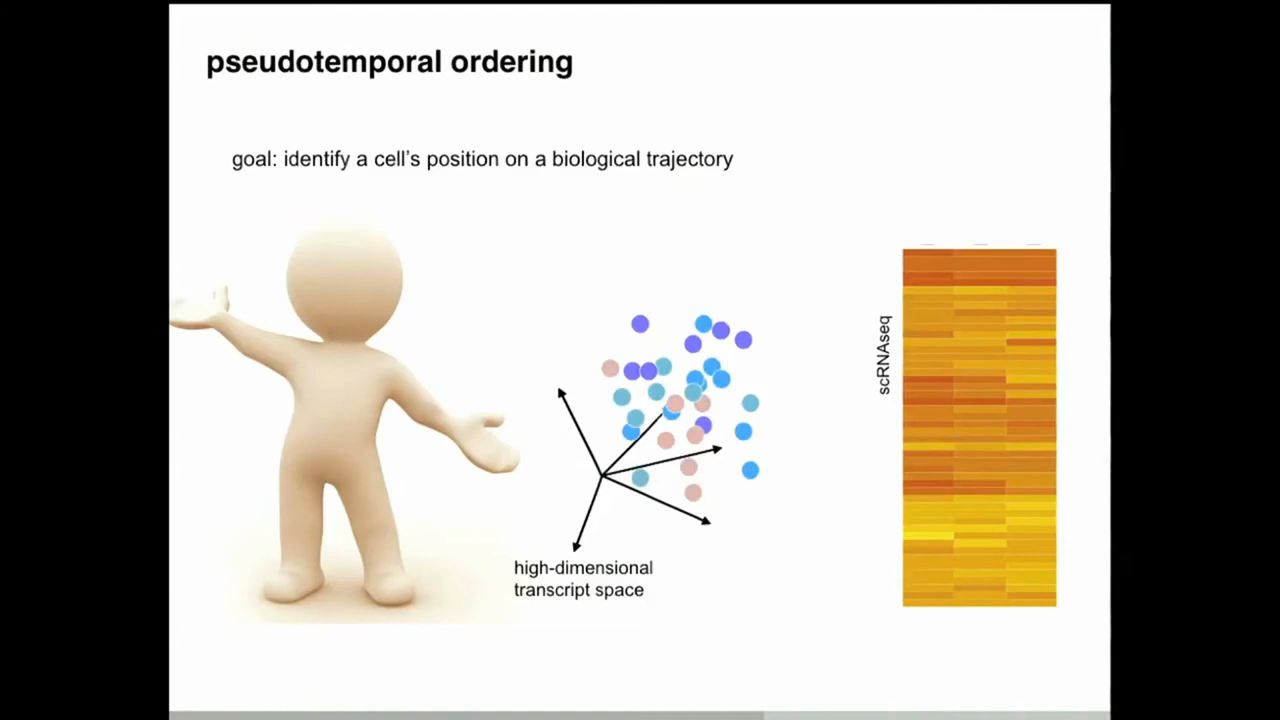 pseudotemporal ordering
goal: identify a cell's position on a biological trajectory
scRNAseq
high-dimensional
transcript space